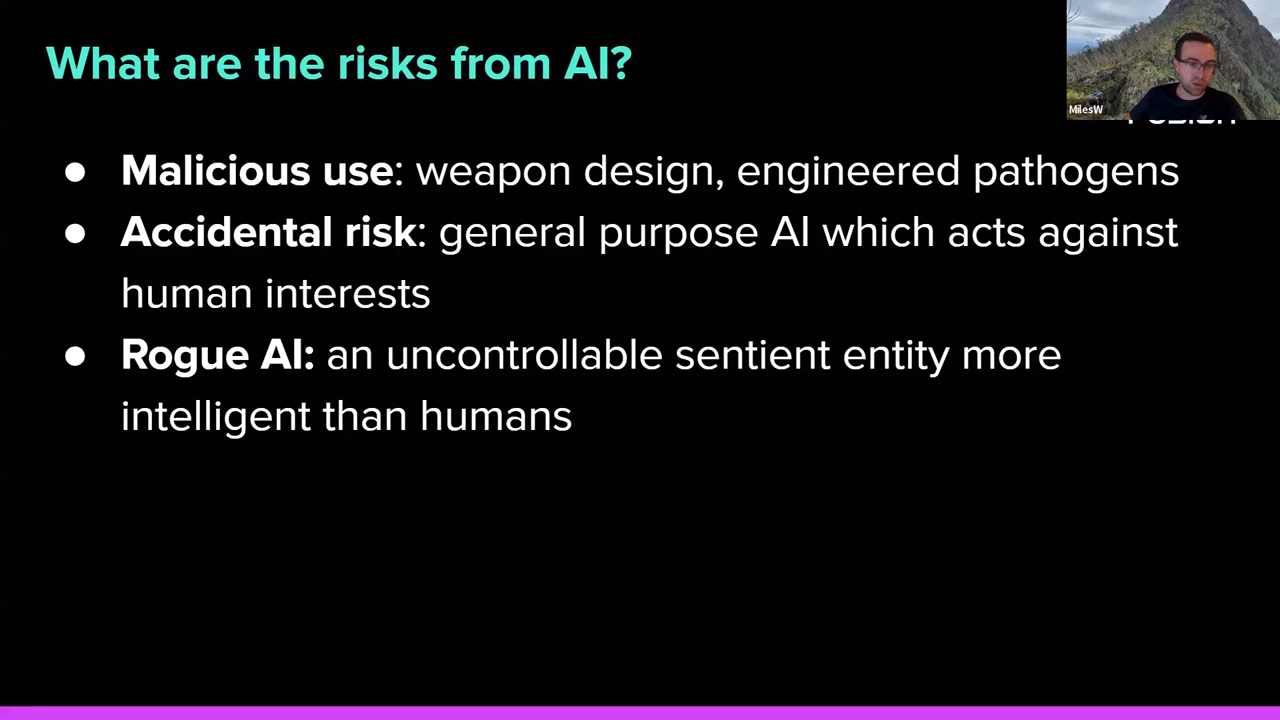 What are the risks from AI?
MilesW
● Malicious use: weapon design, engineered pathogens
● Accidental risk: general purpose AI which acts against
human interests
● Rogue AI: an uncontrollable sentient entity more
intelligent than humans